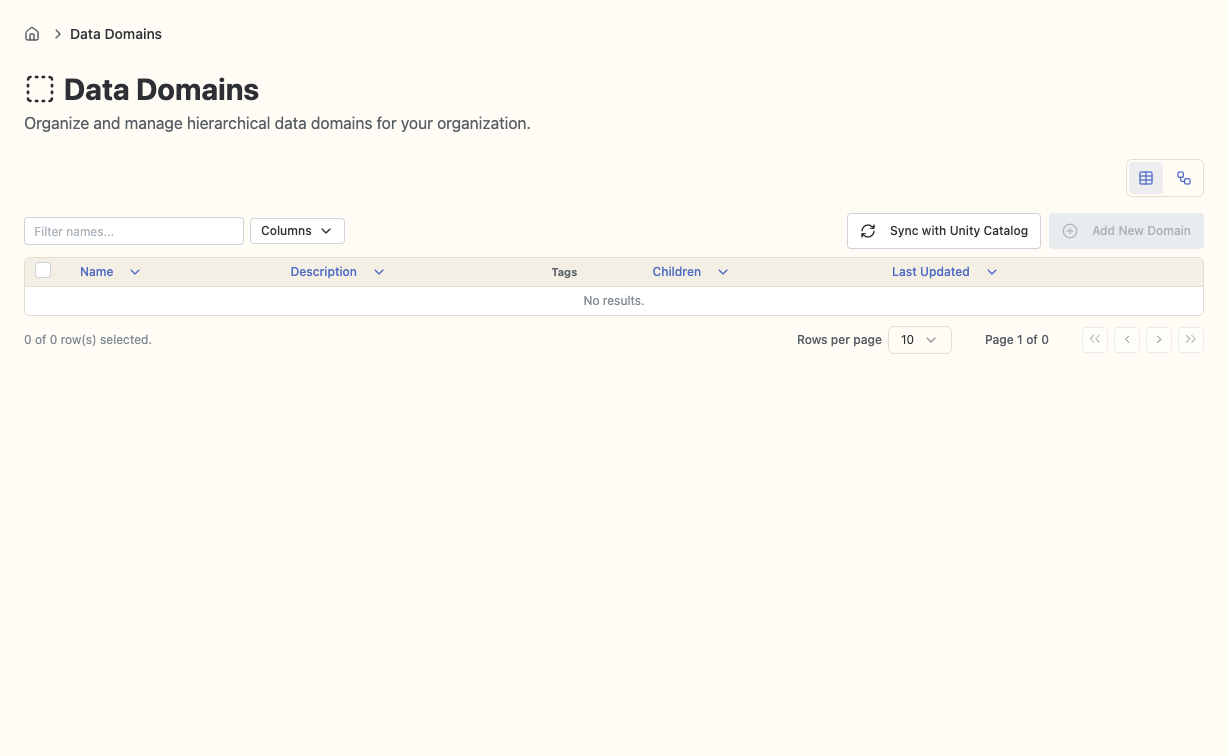 Data Domains
Data Domains
Organize and manage hierarchical data domains for your organization.
Filter names...
Columns
Sync with Unity Catalog
Add New Domain
Name Description Tags Children Last Updated
No results.
0 of 0 row(s) selected.
Rows per page 10
Page 1 of 0